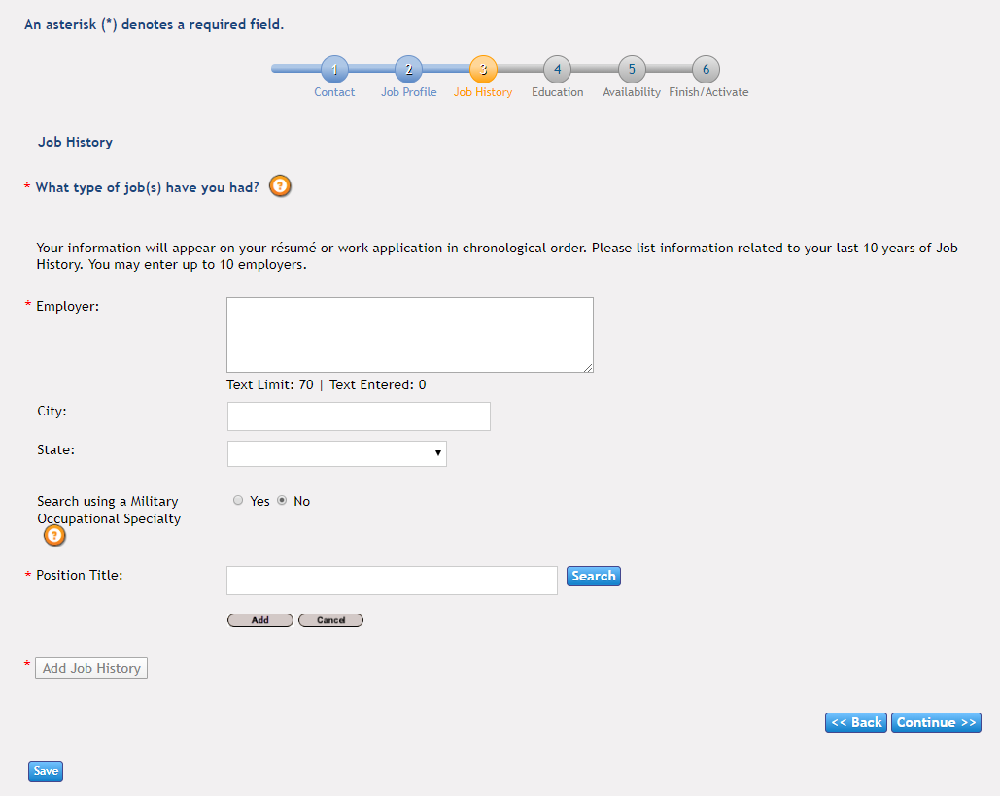 An asterisk (*) denotes a required field.
1 2 3 4 5 6
Contact Job Profile Job History Education Availability Finish/Activate
Job History
* What type of job(s) have you had? ?
Your information will appear on your résumé or work application in chronological order. Please list information related to your last 10 years of Job
History. You may enter up to 10 employers.
* Employer:
Text Limit: 70 | Text Entered: 0
City:
State:
Search using a Military Yes No
Occupational Specialty
?
* Position Title: Search
Add Cancel
* Add Job History
<< Back Continue >>
Save